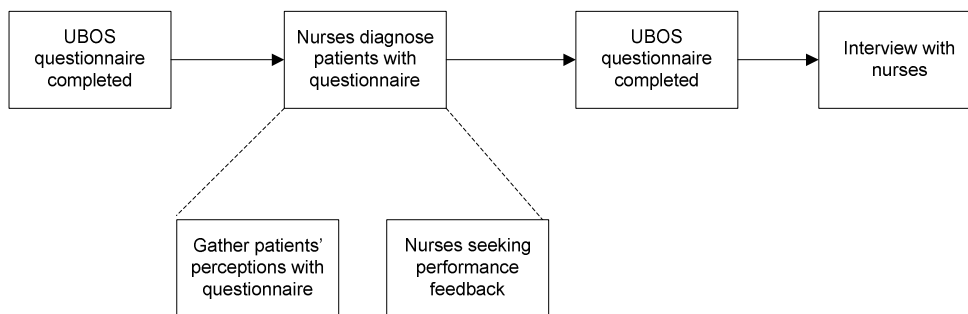 UBOS
questionnaire
completed
Nurses diagnose
patients with
questionnaire
UBOS
questionnaire
completed
Interview with
nurses
Gather patients’
perceptions with
questionnaire
Nurses seeking
performance
feedback